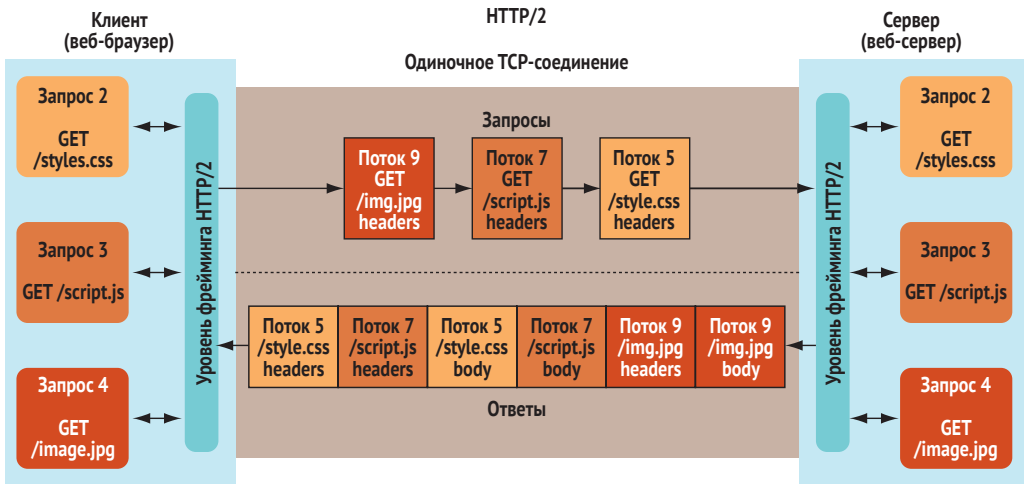 HTTP/2
Клиент
(веб-браузер)
Сервер
(веб-сервер)
Одиночное TCP-соединение
Запрос 2
GET
/styles.css
Запрос 3
GET /script.js
Запрос 4
GET
/image.jpg
Уровень фрейминга HTTP/2
Запросы
Поток 9
GET
/img.jpg
headers
Поток 7
GET
/script.js
headers
Поток 5
GET
/style.css
headers
Поток 5
/style.css
headers
Поток 7
/script.js
headers
Поток 5
/style.css
body
Поток 7
/script.js
body
Поток 9
/img.jpg
headers
Поток 9
/img.jpg
body
Ответы
Уровень фрейминга HTTP/2
Запрос 2
GET
/styles.css
Запрос 3
GET /script.js
Запрос 4
GET
/image.jpg